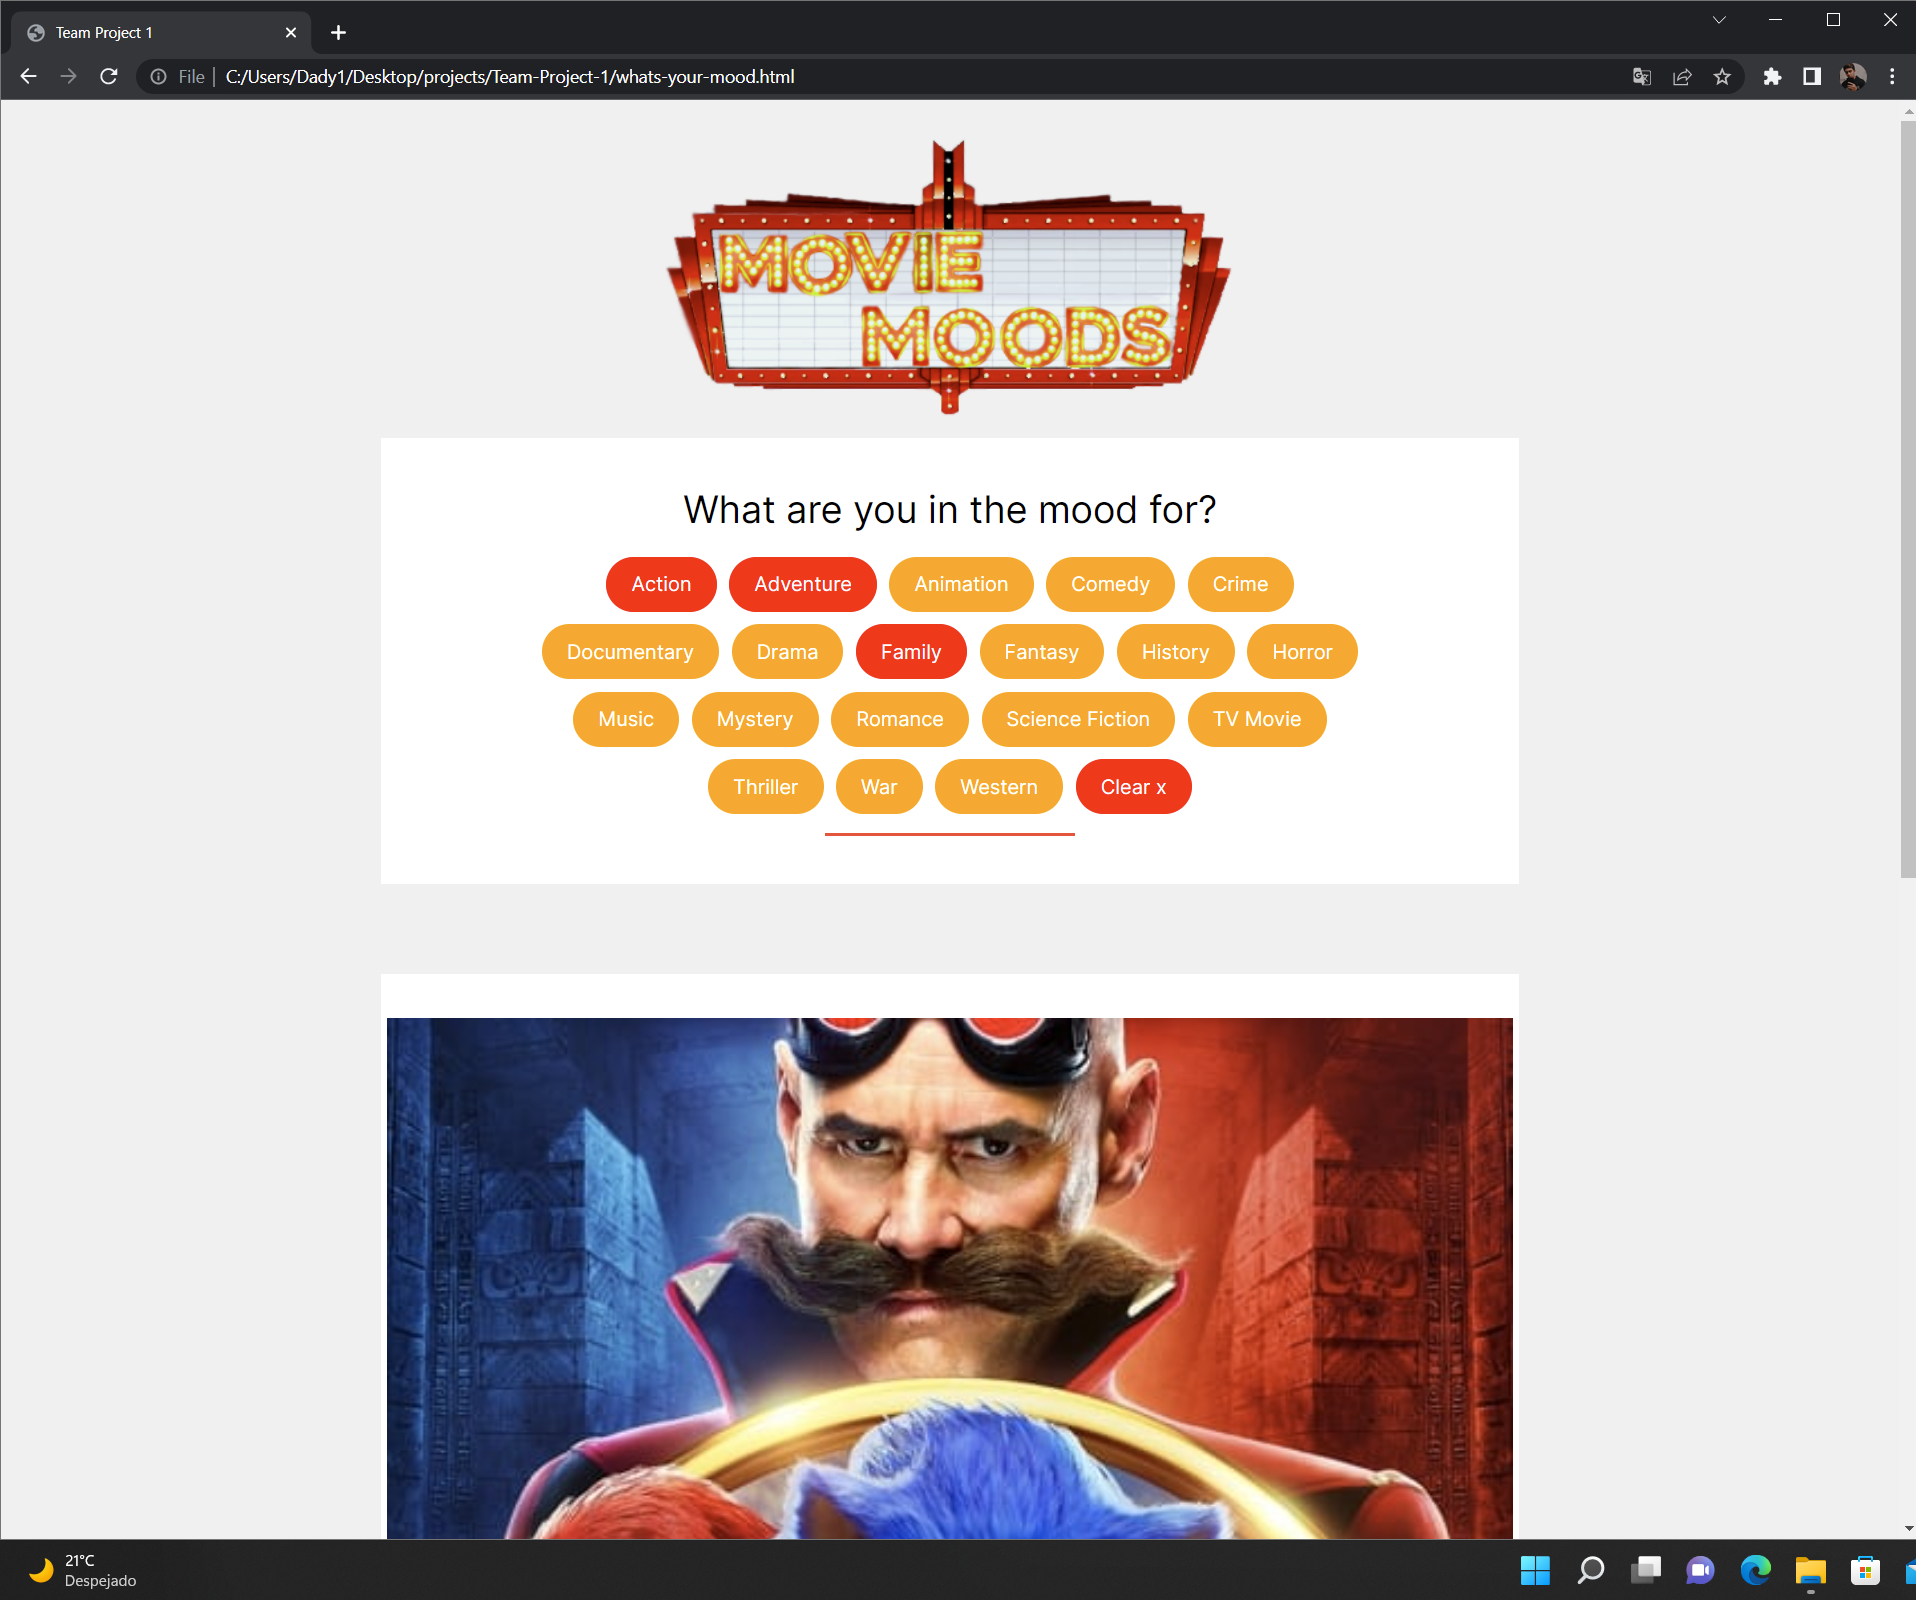 Team Project 1
File
C:/Users/Dady1/Desktop/projects/Team-Project-1/whats-your-mood.html
MOVIE
MOODS
What are you in the mood for?
Action Adventure Animation Comedy Crime
Documentary Drama Family Fantasy History Horror
Music Mystery Romance Science Fiction TV Movie
Thriller War Western Clear x
21°C
Despejado